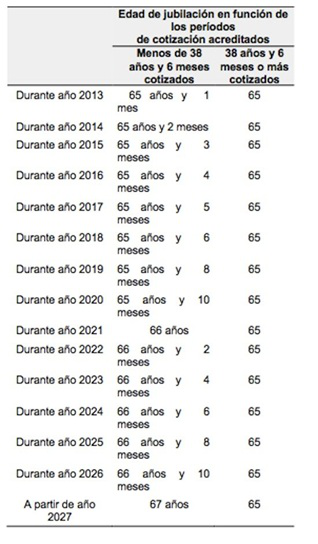 Edad de jubilación en función de
los períodos
de cotización acreditados
Menos de 38
años y 6 meses
cotizados
38 años y 6
meses o más
cotizados
Durante año 2013
65 años y 1
mes
65
Durante año 2014
65 años y 2 meses
65
Durante año 2015
65 años y 3
meses
65
Durante año 2016
65 años y 4
meses
65
Durante año 2017
65 años y 5
meses
65
Durante año 2018
65 años y 6
meses
65
Durante año 2019
65 años y 8
meses
65
Durante año 2020
65 años y 10
meses
65
Durante año 2021
66 años
65
Durante año 2022
66 años y 2
meses
65
Durante año 2023
66 años y 4
meses
65
Durante año 2024
66 años y 6
meses
65
Durante año 2025
66 años y 8
meses
65
Durante año 2026
66 años y 10
meses
65
A partir de año
2027
67 años
65